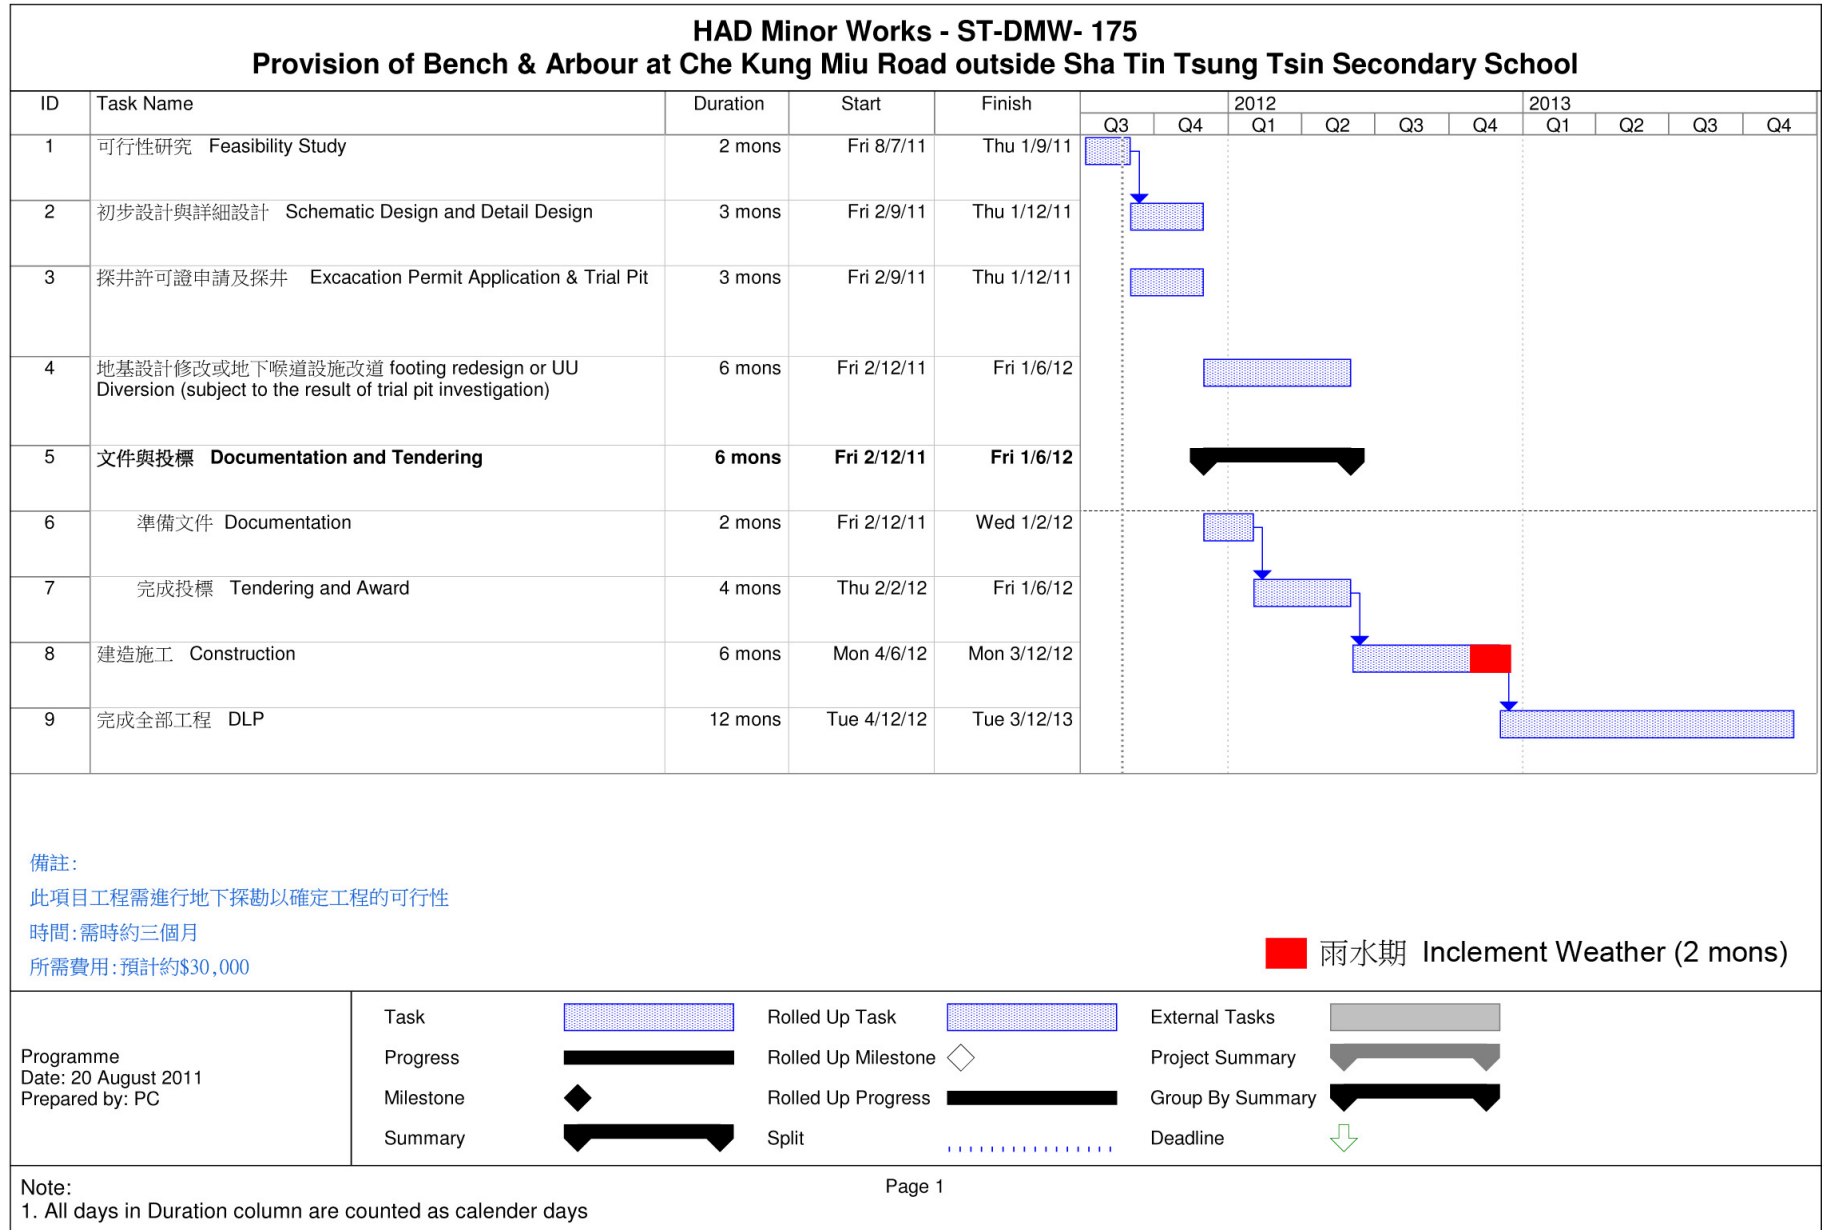 HAD Minor Works - ST-DMW- 175
Provision of Bench & Arbour at Che Kung Miu Road outside Sha Tin Tsung Tsin Secondary School
ID Task Name Duration Start Finish 2012 2013
Q3 Q4 Q1 Q2 Q3 Q4 Q1 Q2 Q3 Q4
1 可行性研究 Feasibility Study 2 mons Fri 8/7/11 Thu 1/9/11
2 初步設計與詳細設計 Schematic Design and Detail Design 3 mons Fri 2/9/11 Thu 1/12/11
3 探井許可證申請及探井 Excacation Permit Application & Trial Pit 3 mons Fri 2/9/11 Thu 1/12/11
4 地基設計修改或地下喉道設施改道 footing redesign or UU 6 mons Fri 2/12/11 Fri 1/6/12
Diversion (subject to the result of trial pit investigation)
5 文件與投標 Documentation and Tendering 6 mons Fri 2/12/11 Fri 1/6/12
6 準備文件 Documentation 2 mons Fri 2/12/11 Wed 1/2/12
7 完成投標 Tendering and Award 4 mons Thu 2/2/12 Fri 1/6/12
8 建造施工 Construction 6 mons Mon 4/6/12 Mon 3/12/12
9 完成全部工程 DLP 12 mons Tue 4/12/12 Tue 3/12/13
備註:
此項目工程需進行地下探勘以確定工程的可行性
時間:需時約三個月
所需費用:預計約$30,000
雨水期 Inclement Weather (2 mons)
Programme
Date: 20 August 2011
Prepared by: PC
Task Rolled Up Task External Tasks
Progress Rolled Up Milestone Project Summary
Milestone Rolled Up Progress Group By Summary
Summary Split Deadline
Note:
1. All days in Duration column are counted as calender days
Page 1